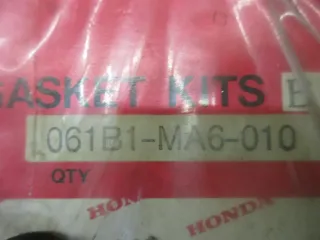 GASKET KITS B
061B1-MA6-010
QTY
HONDA HONDA